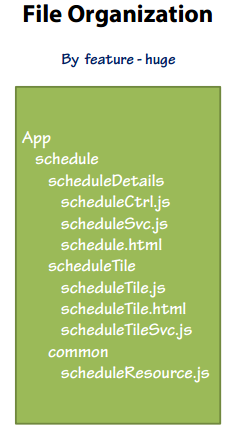 File Organization
By feature - huge
App
schedule
scheduleDetails
scheduleCtrl.js
scheduleSvc.js
schedule.html
scheduleTile
scheduleTile.js
scheduleTile.html
scheduleTileSvc.js
common
scheduleResource.js